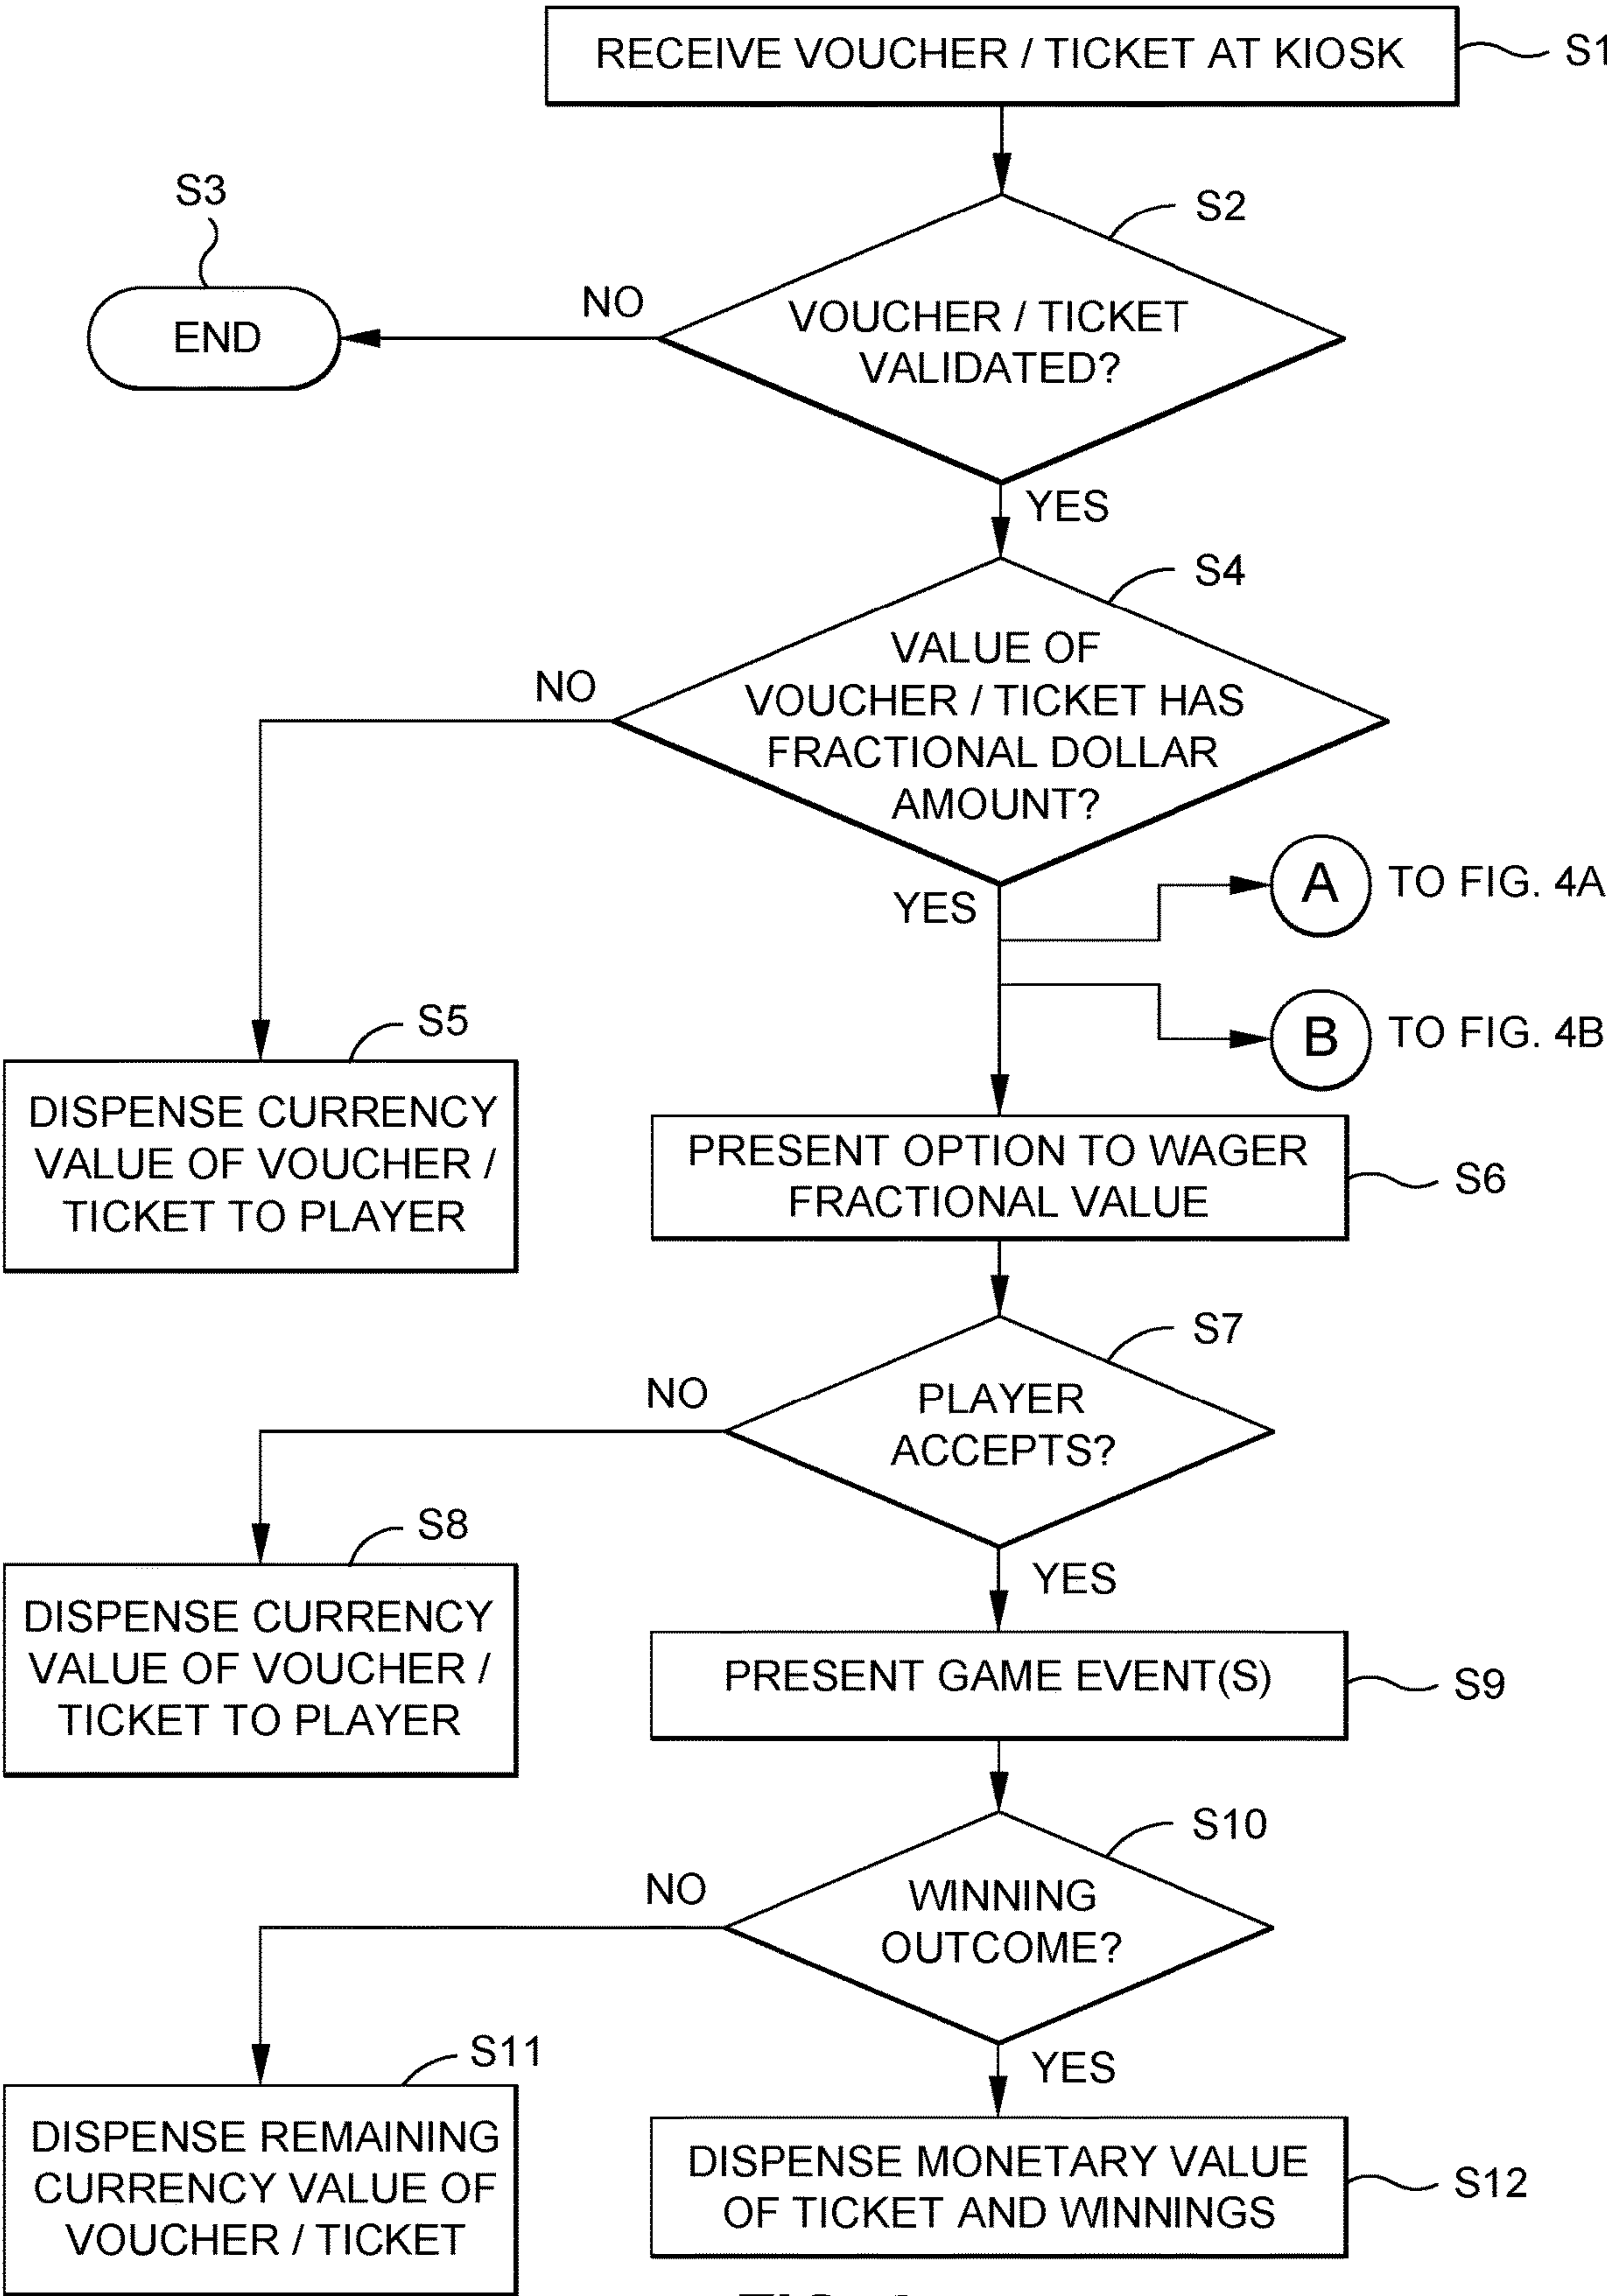 RECEIVE VOUCHER / TICKET AT KIOSK
S1
S3
S2
END
NO
VOUCHER / TICKET
VALIDATED?
YES
S4
NO
VALUE OF
VOUCHER / TICKET HAS
FRACTIONAL DOLLAR
AMOUNT?
YES
A
TO FIG. 4A
B
TO FIG. 4B
S5
DISPENSE CURRENCY
VALUE OF VOUCHER /
TICKET TO PLAYER
PRESENT OPTION TO WAGER
FRACTIONAL VALUE
S6
S7
NO
PLAYER
ACCEPTS?
S8
DISPENSE CURRENCY
VALUE OF VOUCHER /
TICKET TO PLAYER
YES
PRESENT GAME EVENT(S)
S9
S10
NO
WINNING
OUTCOME?
S11
DISPENSE REMAINING
CURRENCY VALUE OF
VOUCHER / TICKET
YES
DISPENSE MONETARY VALUE
OF TICKET AND WINNINGS
S12